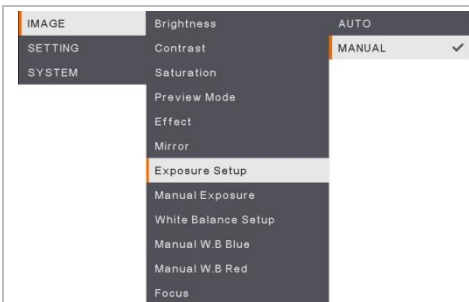 IMAGE
SETTING
SYSTEM
Brightness
Contrast
Saturation
Preview Mode
Effect
Mirror
Exposure Setup
Manual Exposure
White Balance Setup
Manual W.B Blue
Manual W.B Red
Focus
AUTO
MANUAL